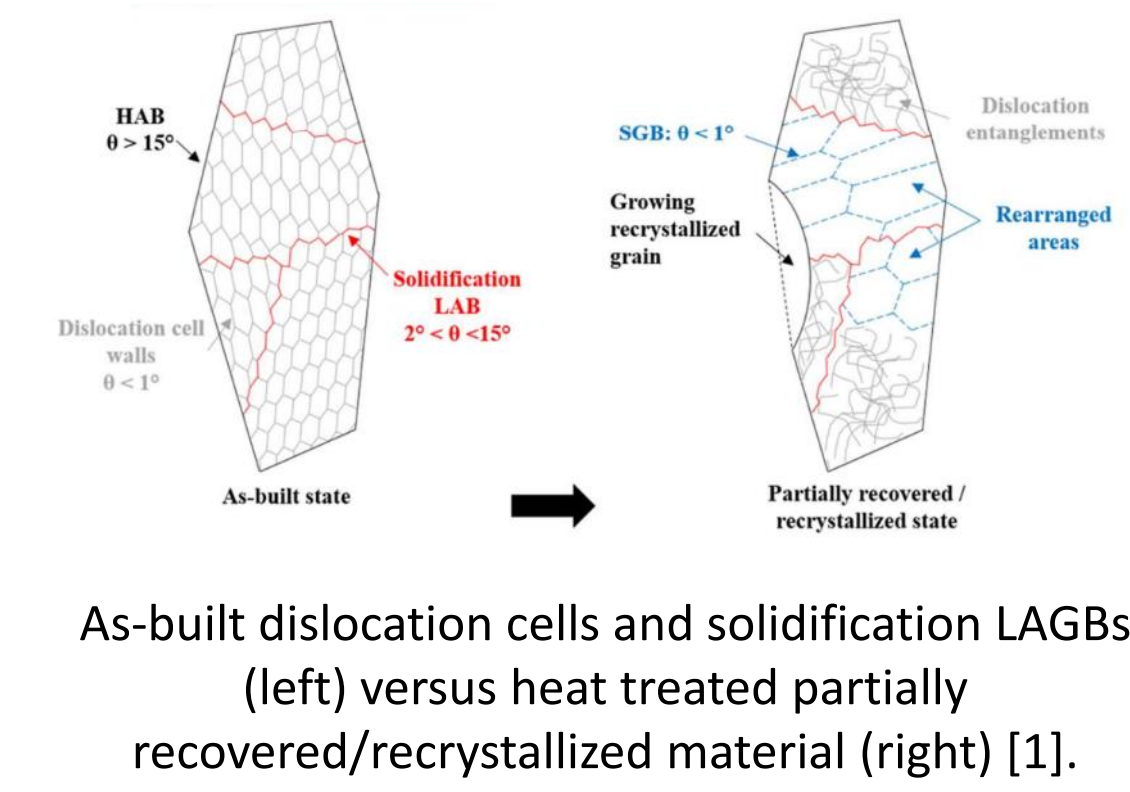 HAB
θ > 15°
Solidification
LAB
2° < θ <15°
Dislocation cell
walls
θ < 1°
As-built state
SGB: θ < 1°
Dislocation
entanglements
Growing
recrystallized
grain
Rearranged
areas
Partially recovered /
recrystallized state
As-built dislocation cells and solidification LAGBs
(left) versus heat treated partially
recovered/recrystallized material (right) [1].